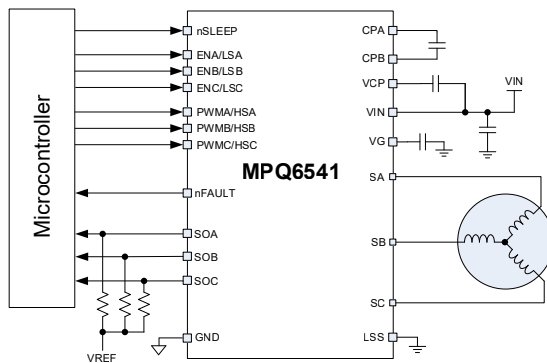 Microcontroller
nSLEEP
ENA/LSA
ENB/LSB
ENC/LSC
PWMA/HSA
PWMB/HSB
PWMC/HSC
nFAULT
SOA
SOB
SOC
GND
VREF
MPQ6541
CPA
CPB
VCP
VIN
VG
SA
SB
SC
LSS
VIN